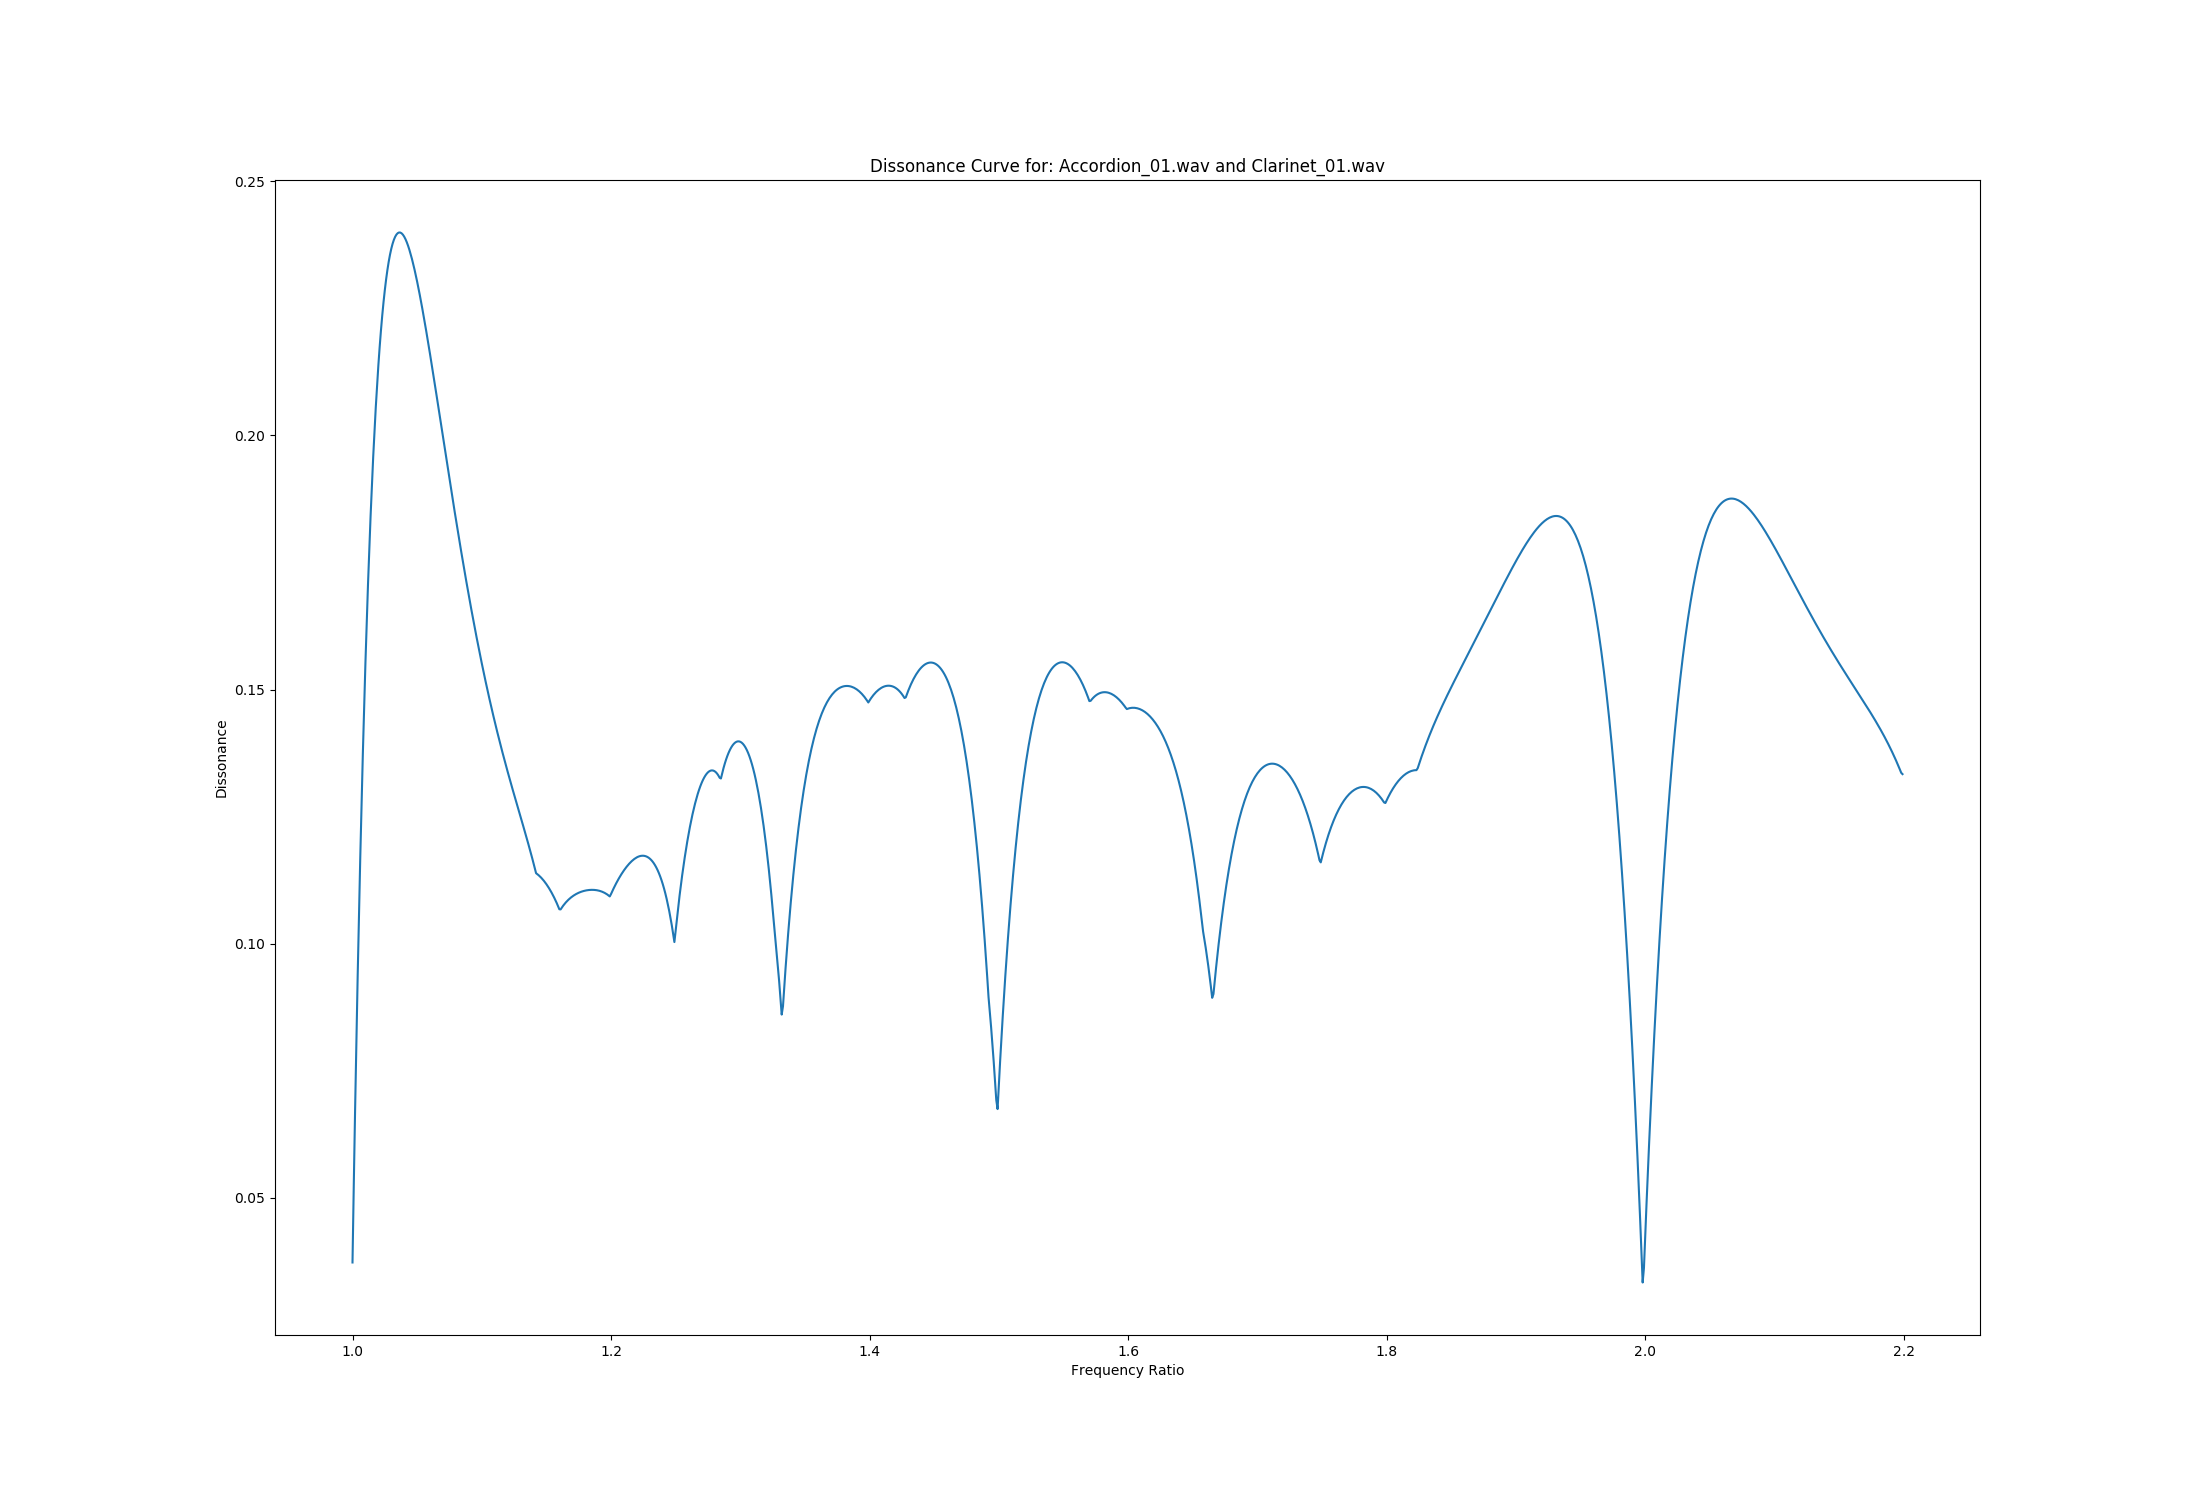 Dissonance Curve for: Accordion_01.wav and Clarinet_01.wav
0.25
0.20
0.15
0.10
0.05
Dissonance
1.0 1.2 1.4 1.6 1.8 2.0 2.2
Frequency Ratio